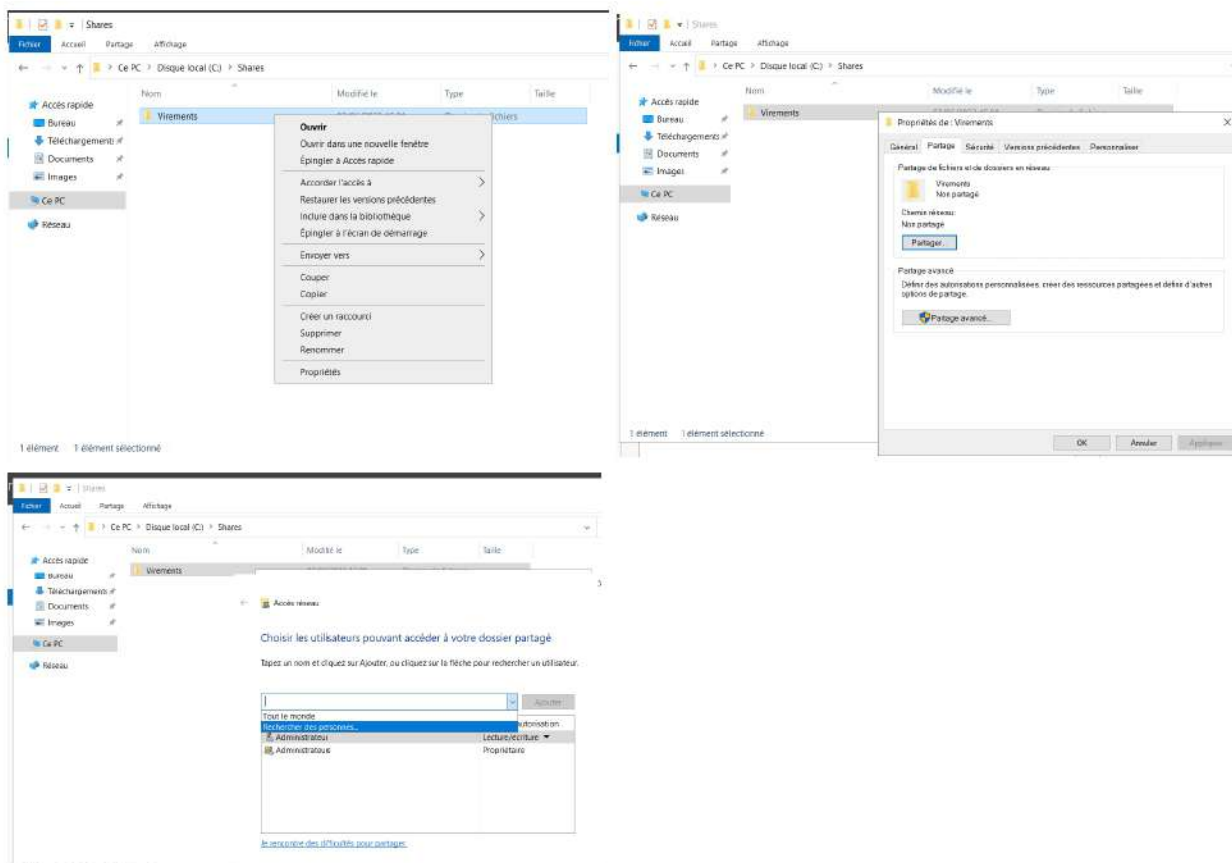 Shares
Fichier Accueil Partage Affichage
Ce PC > Disque local (C:) > Shares
Nom Modifié le Type Taille
Accès rapide
Bureau
Téléchargements
Documents
Images
Ce PC
Réseau
Virements
Ouvrir
Ouvrir dans une nouvelle fenêtre
Épingler à Accès rapide
Accorder l'accès à
Restaurer les versions précédentes
Inclure dans la bibliothèque
Épingler à l'écran de démarrage
Envoyer vers
Couper
Copier
Créer un raccourci
Supprimer
Renommer
Propriétés
1 élément 1 élément sélectionné
Shares
Fichier Accueil Partage Affichage
Ce PC > Disque local (C:) > Shares
Nom Modifié le Type Taille
Accès rapide
Bureau
Téléchargements
Documents
Images
Ce PC
Réseau
Virements
Propriétés de : Virements
Général Partage Sécurité Versions précédentes Personnaliser
Partage de fichiers et de dossiers en réseau
Virements
Non partagé
Chemin réseau:
Non partagé
Partager...
Partage avancé
Définir des autorisations personnalisées, créer des ressources partagées et définir d'autres
options de partage.
Partage avancé...
OK Annuler Appliquer
1 élément 1 élément sélectionné
Shares
Fichier Accueil Partage Affichage
Ce PC > Disque local (C:) > Shares
Nom Modifié le Type Taille
Accès rapide
Bureau
Téléchargements
Documents
Images
Ce PC
Réseau
Virements
Accès réseau
Choisir les utilisateurs pouvant accéder à votre dossier partagé
Tapez un nom et cliquez sur Ajouter, ou cliquez sur la flèche pour rechercher un utilisateur.
Ajouter
Tout le monde
Rechercher des personnes...
autorisation
Administrateur Lecture/écriture
Administrateurs Propriétaire
Je rencontre des difficultés pour partager.